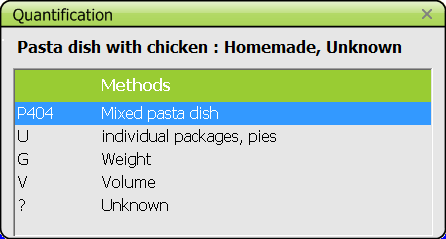 Quantification
Pasta dish with chicken : Homemade, Unknown
Methods
P404 Mixed pasta dish
U individual packages, pies
G Weight
V Volume
? Unknown